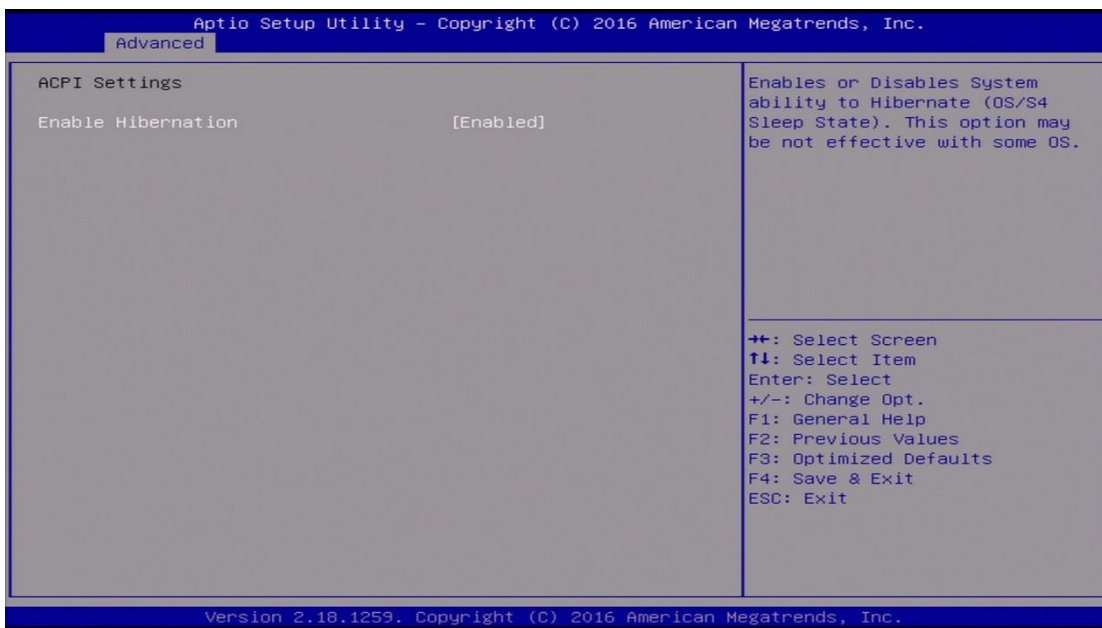 Aptio Setup Utility – Copyright (C) 2016 American Megatrends, Inc.
Advanced
ACPI Settings
Enable Hibernation [Enabled]
Enables or Disables System
ability to Hibernate (OS/S4
Sleep State). This option may
be not effective with some OS.
→←: Select Screen
↑↓: Select Item
Enter: Select
+/-: Change Opt.
F1: General Help
F2: Previous Values
F3: Optimized Defaults
F4: Save & Exit
ESC: Exit
Version 2.18.1259. Copyright (C) 2016 American Megatrends, Inc.